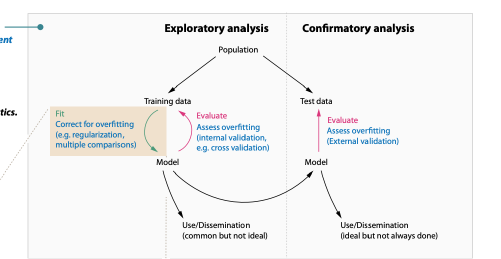 ent
tics.
Exploratory analysis
Confirmatory analysis
Population
Training data
Test data
Fit
Correct for overfitting
(e.g. regularization,
multiple comparisons)
Evaluate
Assess overfitting
(internal validation,
e.g. cross validation)
Evaluate
Assess overfitting
(External validation)
Model
Model
Use/Dissemination
(common but not ideal)
Use/Dissemination
(ideal but not always done)